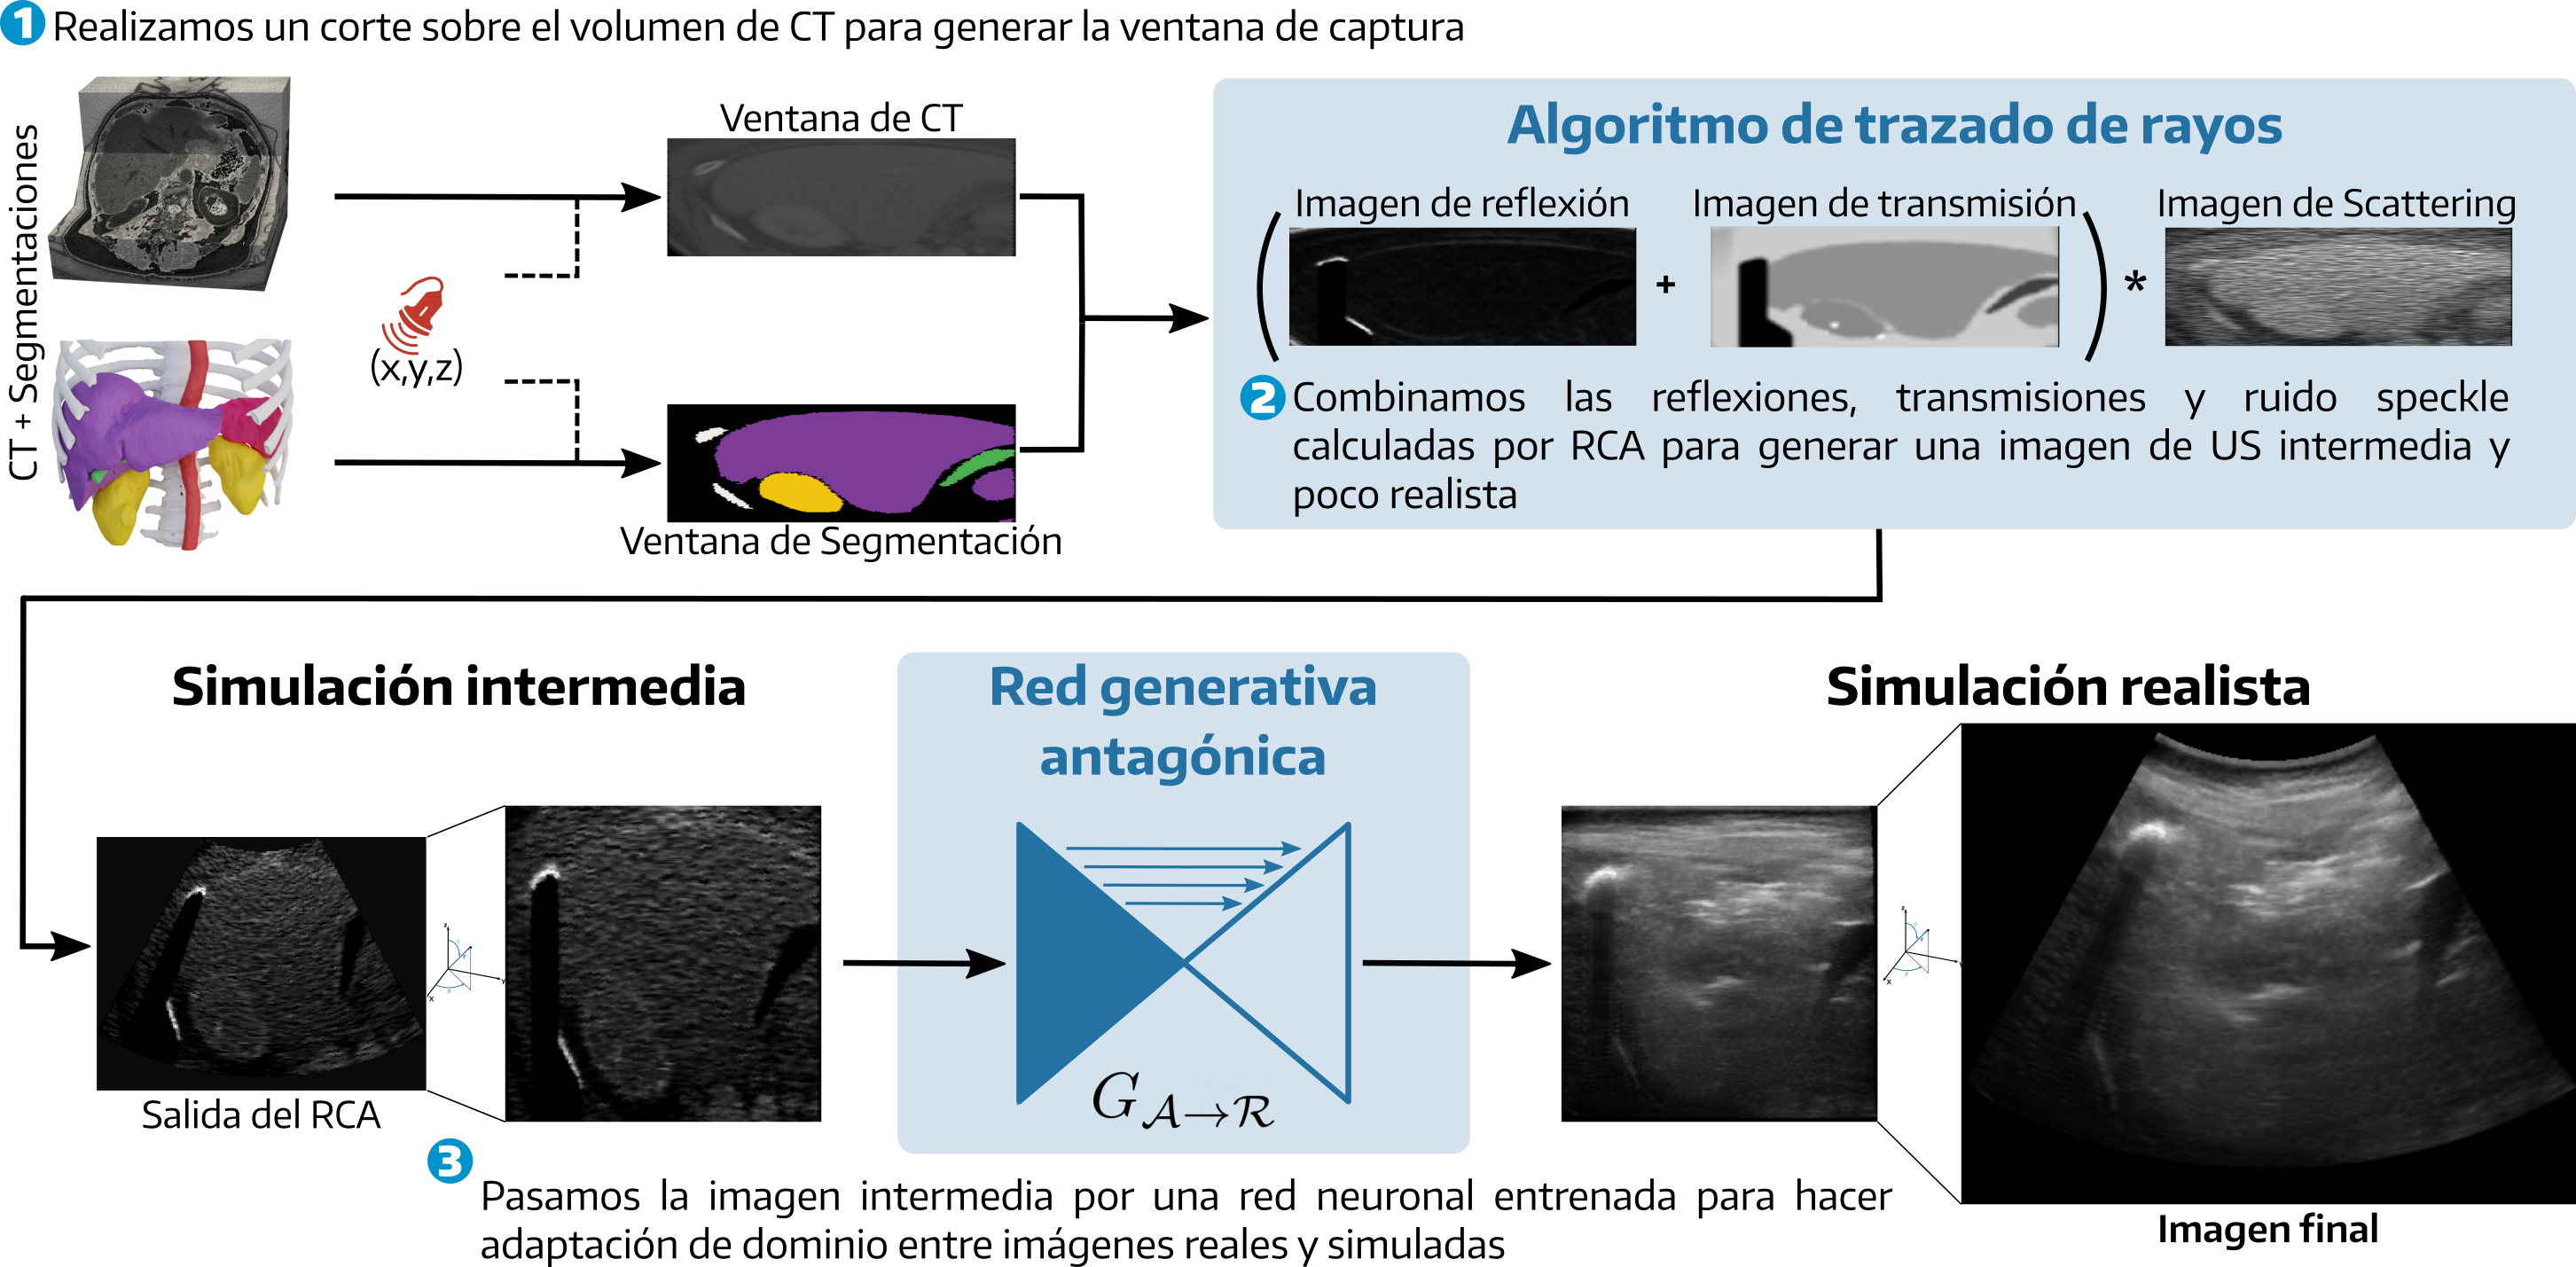 1 Realizamos un corte sobre el volumen de CT para generar la ventana de captura
CT + Segmentaciones
Ventana de CT
(x,y,z)
Ventana de Segmentación
Algoritmo de trazado de rayos
Imagen de reflexión
Imagen de transmisión
Imagen de Scattering
( + ) *
2 Combinamos las reflexiones, transmisiones y ruido speckle
calculadas por RCA para generar una imagen de US intermedia y
poco realista
Simulación intermedia
Salida del RCA
Red generativa
antagónica
G A→R
Simulación realista
Imagen final
3
Pasamos la imagen intermedia por una red neuronal entrenada para hacer
adaptación de dominio entre imágenes reales y simuladas